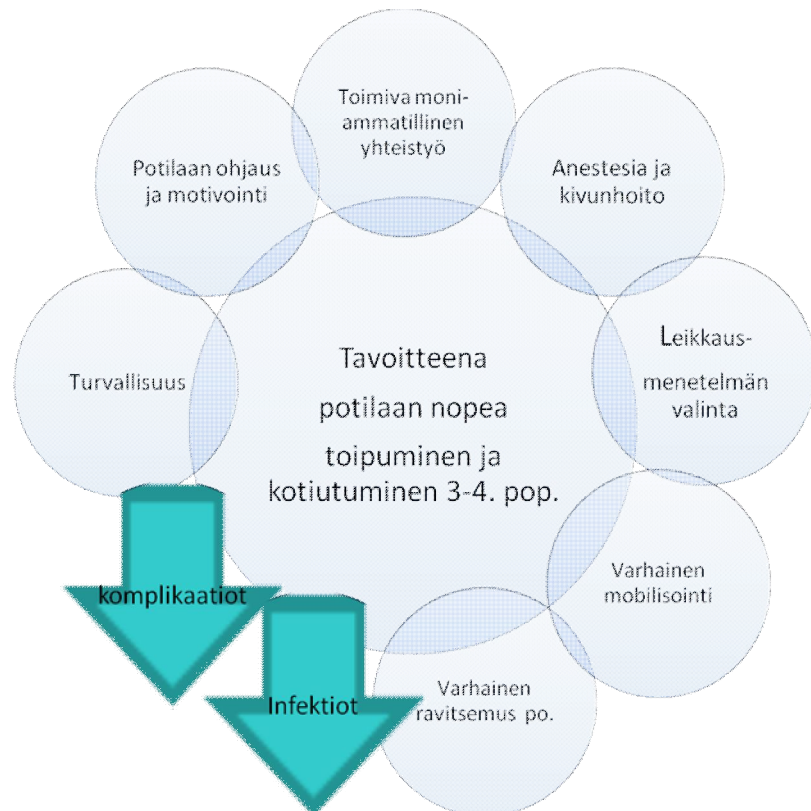 Toimiva moni-
ammatillinen
yhteistyö
Potilaan ohjaus
ja motivointi
Anestesia ja
kivunhoito
Turvallisuus
Leikkaus-
menetelmän
valinta
Tavoitteena
potilaan nopea
toipuminen ja
kotiutuminen 3-4. pop.
Varhainen
mobilisointi
komplikaatiot
Varhainen
ravitsemus po.
Infektiot